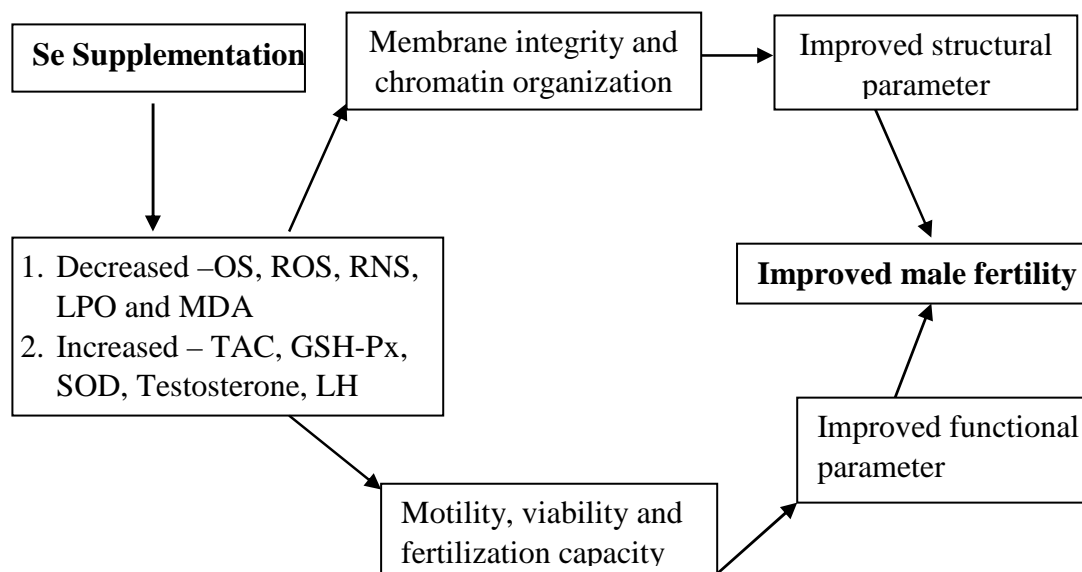 Se Supplementation
Membrane integrity and
chromatin organization
Improved structural
parameter
1. Decreased –OS, ROS, RNS,
LPO and MDA
2. Increased – TAC, GSH-Px,
SOD, Testosterone, LH
Improved male fertility
Improved functional
parameter
Motility, viability and
fertilization capacity